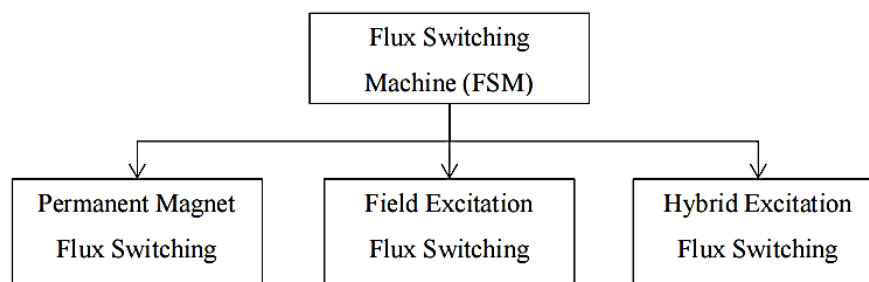 Flux Switching
Machine (FSM)
Permanent Magnet
Flux Switching
Field Excitation
Flux Switching
Hybrid Excitation
Flux Switching